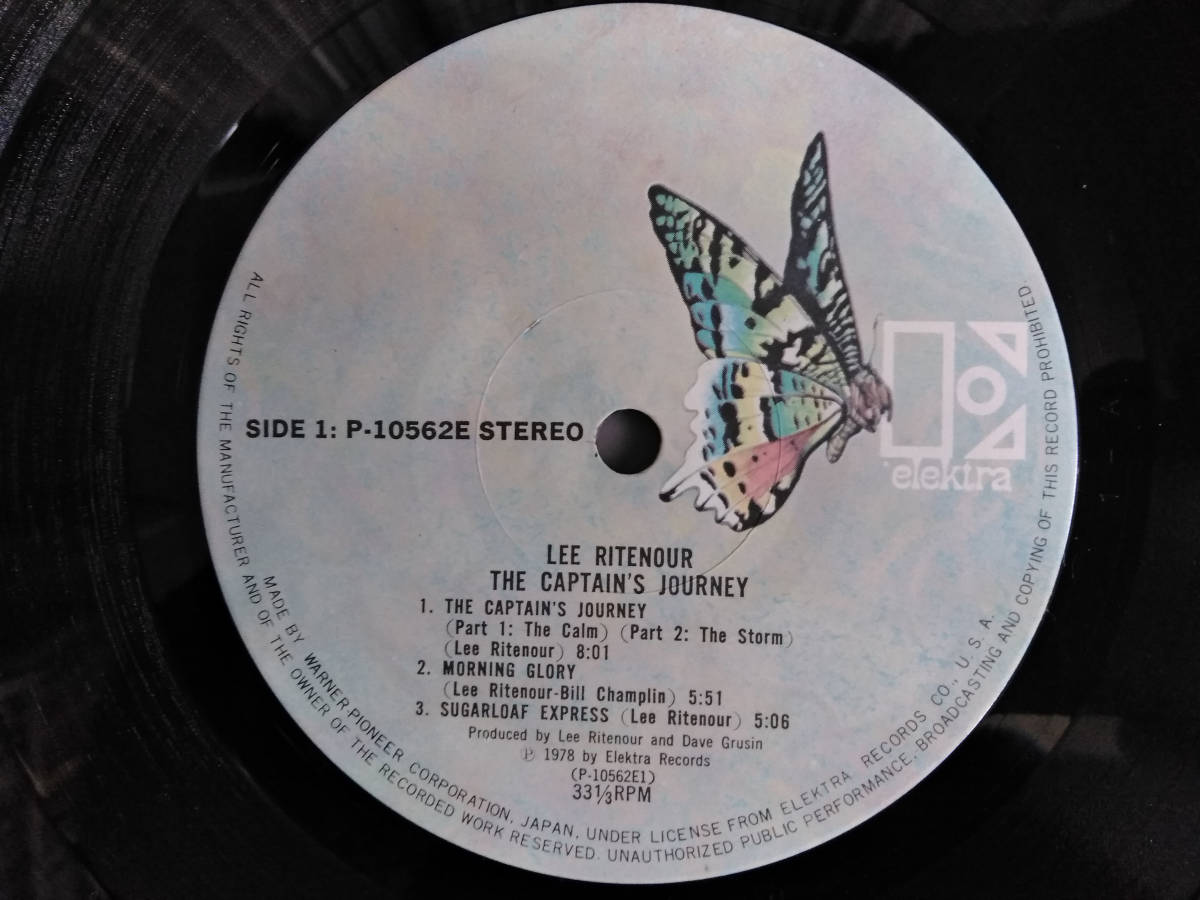 SIDE 1: P-10562E STEREO
elektra
LEE RITENOUR
THE CAPTAIN'S JOURNEY
1. THE CAPTAIN'S JOURNEY
(Part 1: The Calm) (Part 2: The Storm)
(Lee Ritenour) 8:01
2. MORNING GLORY
(Lee Ritenour-Bill Champlin) 5:51
3. SUGARLOAF EXPRESS (Lee Ritenour) 5:06
Produced by Lee Ritenour and Dave Grusin
Ⓟ 1978 by Elektra Records
(P-10562E1)
33⅓RPM
MADE BY WARNER-PIONEER CORPORATION, JAPAN, UNDER LICENSE FROM ELEKTRA RECORDS CO., U. S. A.
ALL RIGHTS OF THE MANUFACTURER AND OF THE OWNER OF THE RECORDED WORK RESERVED. UNAUTHORIZED PUBLIC PERFORMANCE, BROADCASTING AND COPYING OF THIS RECORD PROHIBITED.